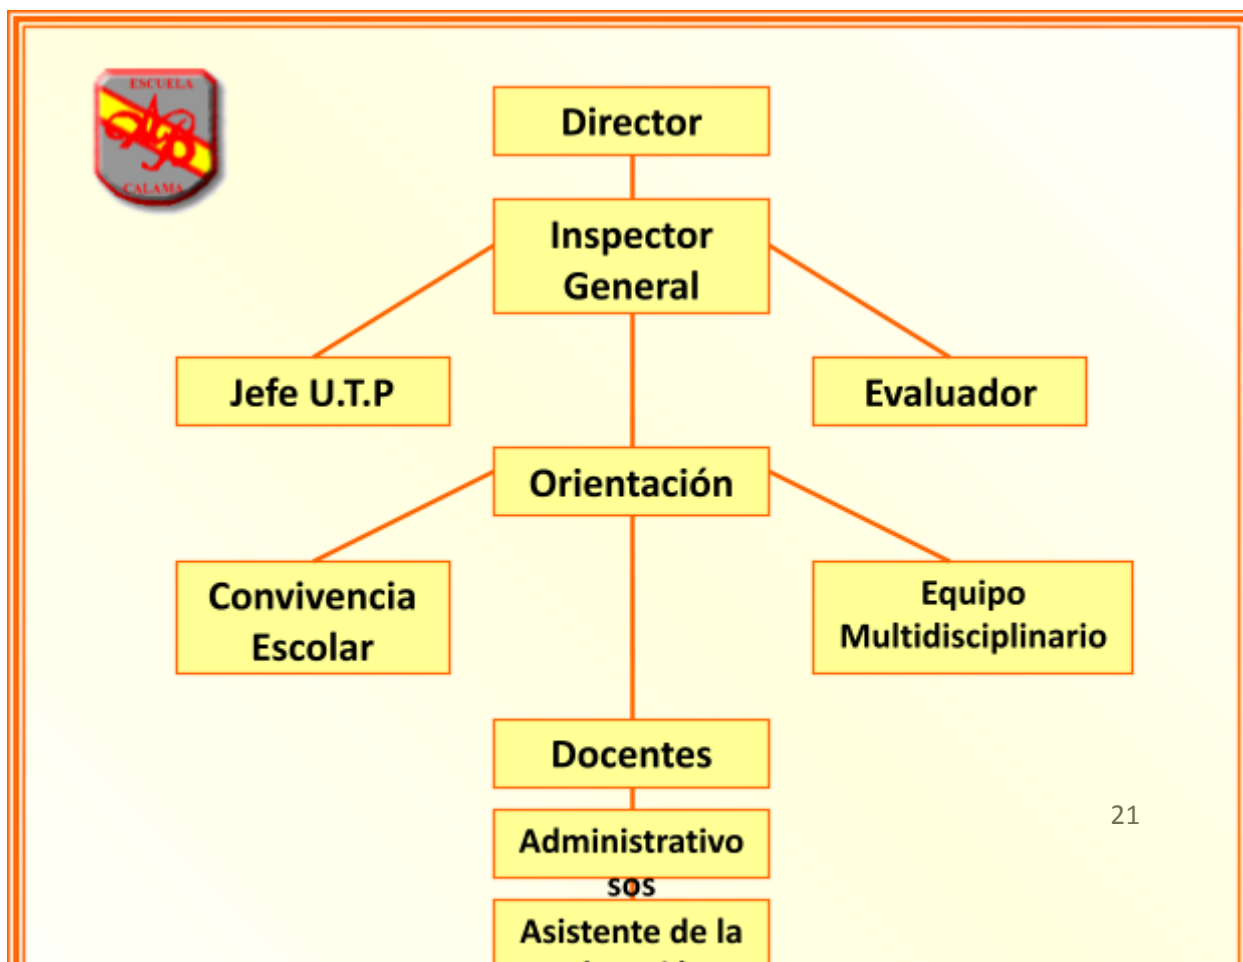 ESCUELA
CALAMA
Director
Inspector
General
Jefe U.T.P
Evaluador
Orientación
Convivencia
Escolar
Equipo
Multidisciplinario
Docentes
21
Administrativo
sos
Asistente de la